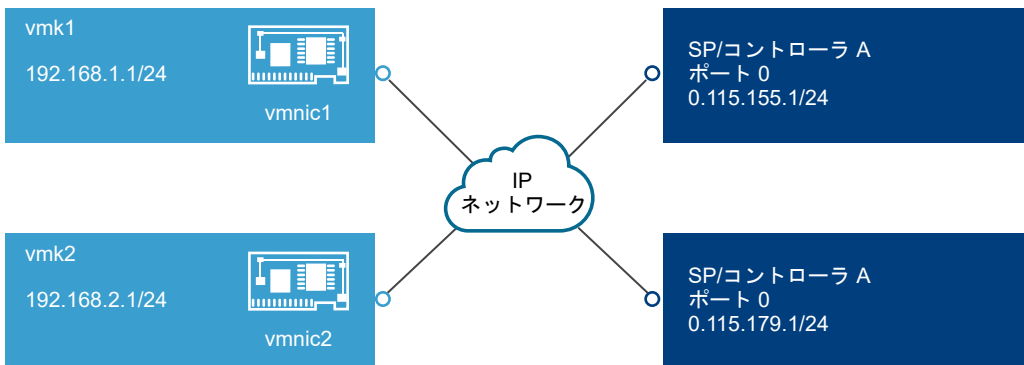 vmk1
192.168.1.1/24
vmnic1
SP/コントローラ A
ポート 0
0.115.155.1/24
IP
ネットワーク
vmk2
192.168.2.1/24
vmnic2
SP/コントローラ A
ポート 0
0.115.179.1/24